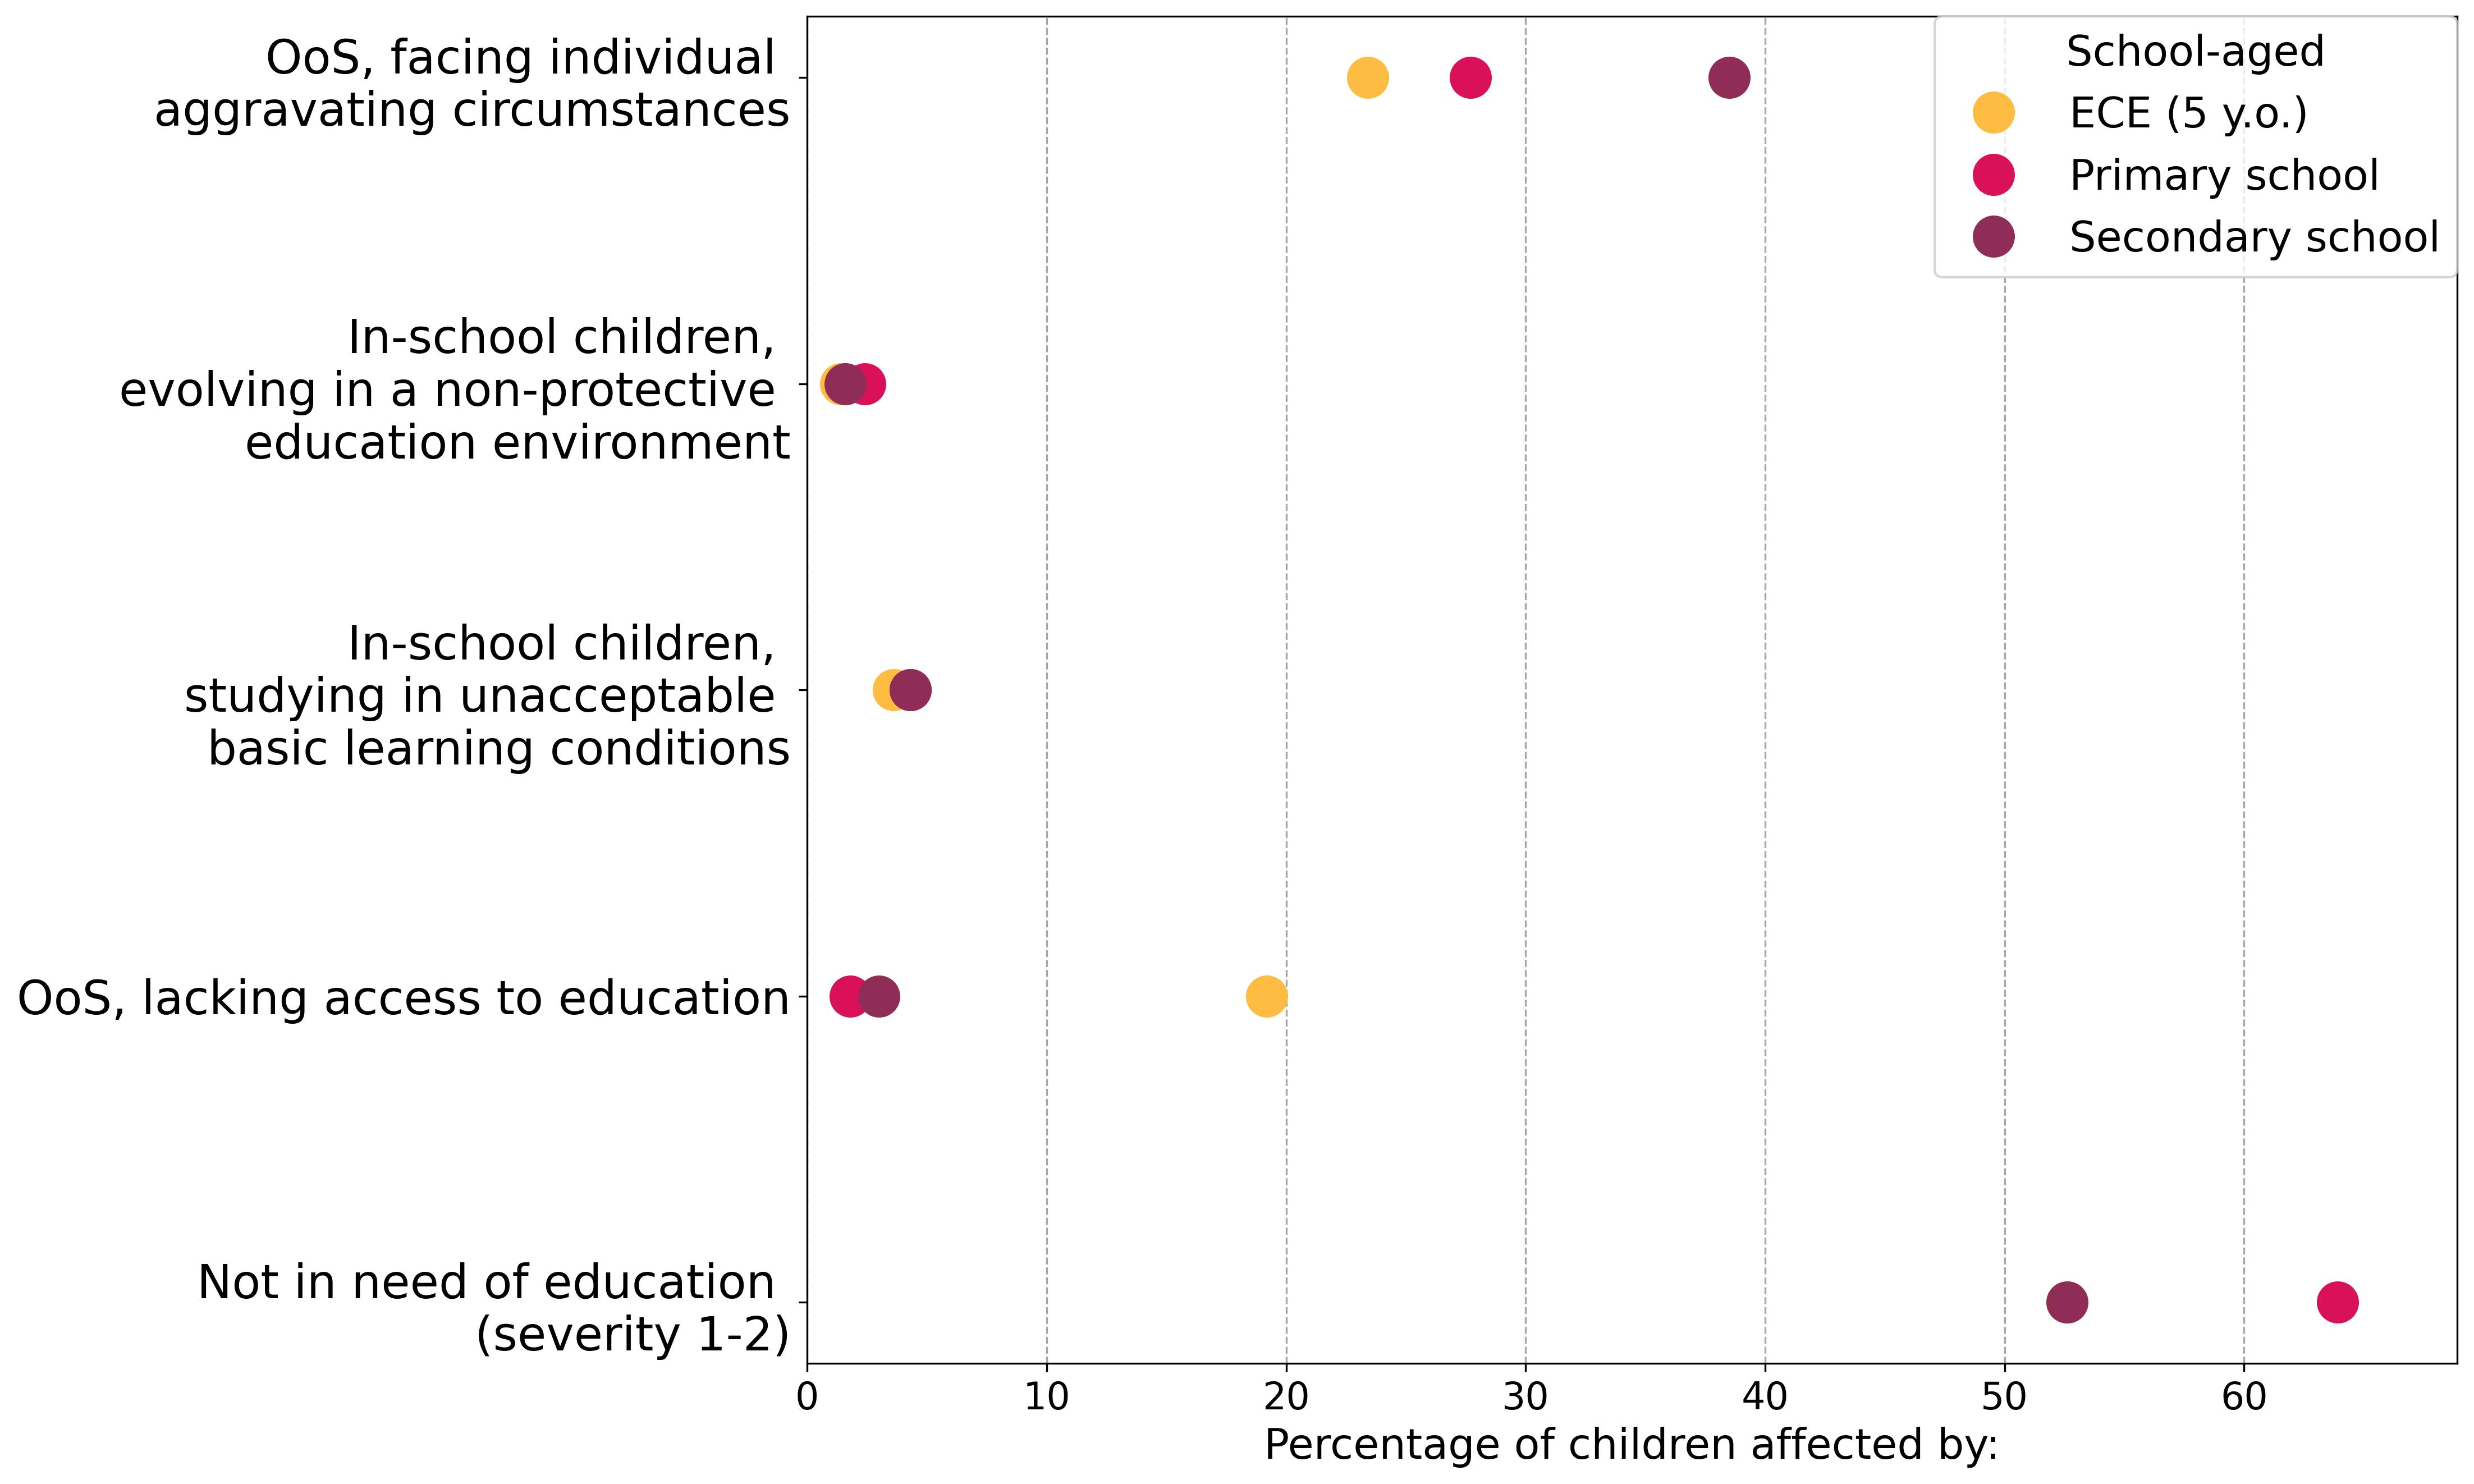 OoS, facing individual
aggravating circumstances
In-school children,
evolving in a non-protective
education environment
In-school children,
studying in unacceptable
basic learning conditions
OoS, lacking access to education
Not in need of education
(severity 1-2)
School-aged
ECE (5 y.o.)
Primary school
Secondary school
0 10 20 30 40 50 60
Percentage of children affected by: